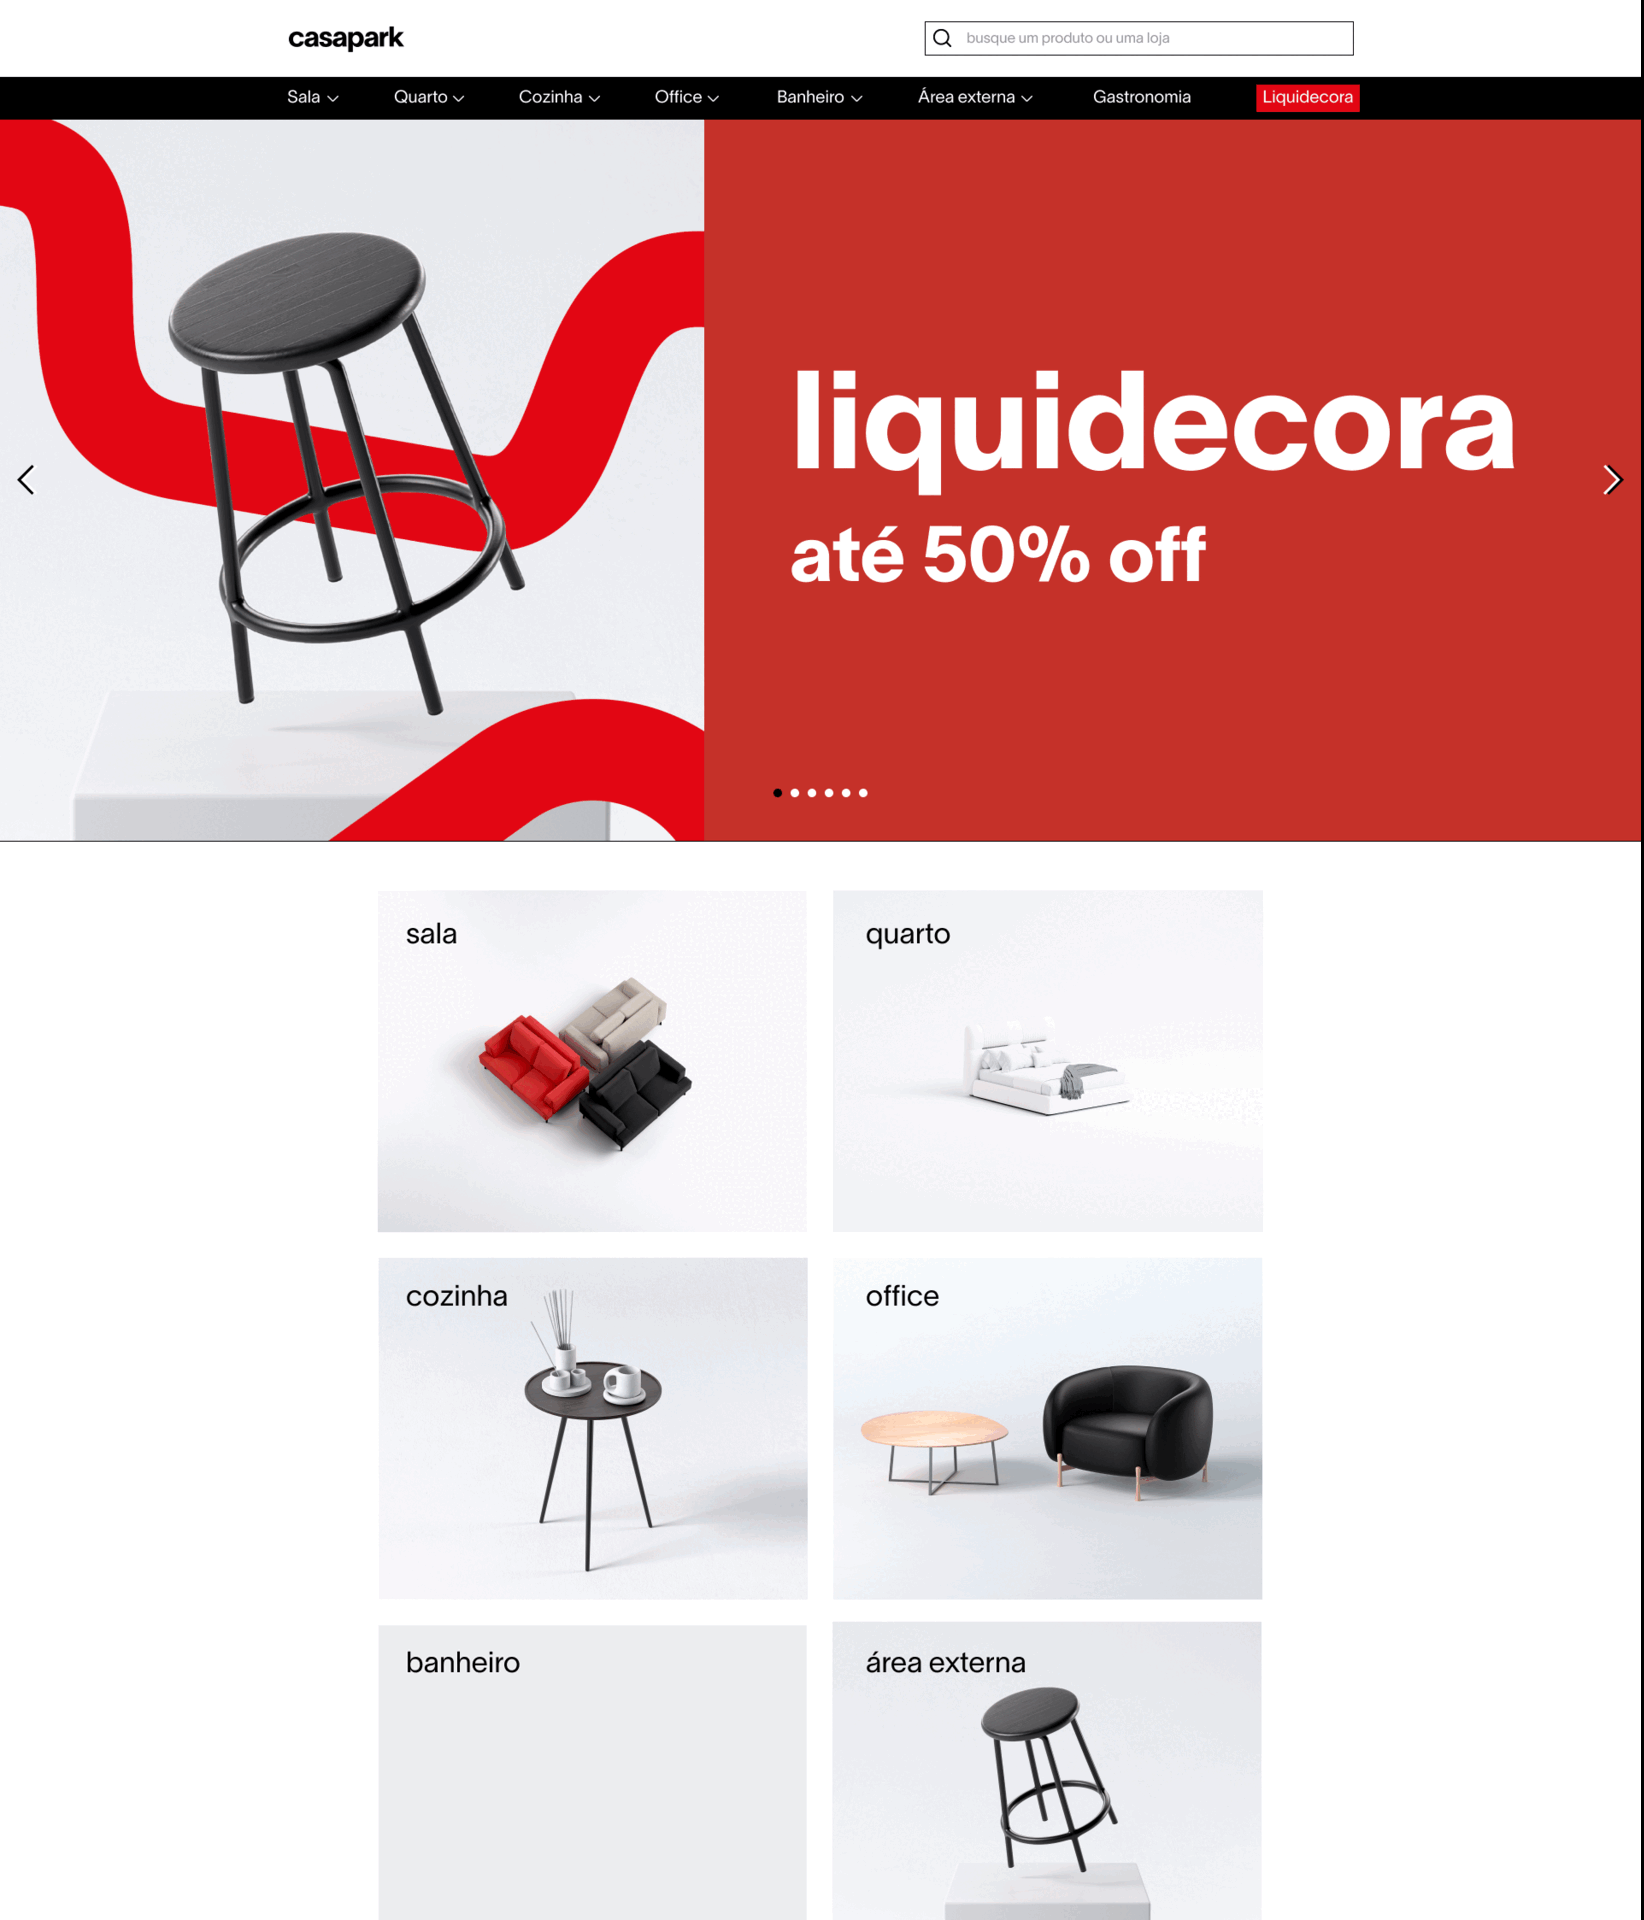 casapark
busque um produto ou uma loja
Sala Quarto Cozinha Office Banheiro Área externa Gastronomia Liquidecora
liquidecora
até 50% off
sala
quarto
cozinha
office
banheiro
área externa